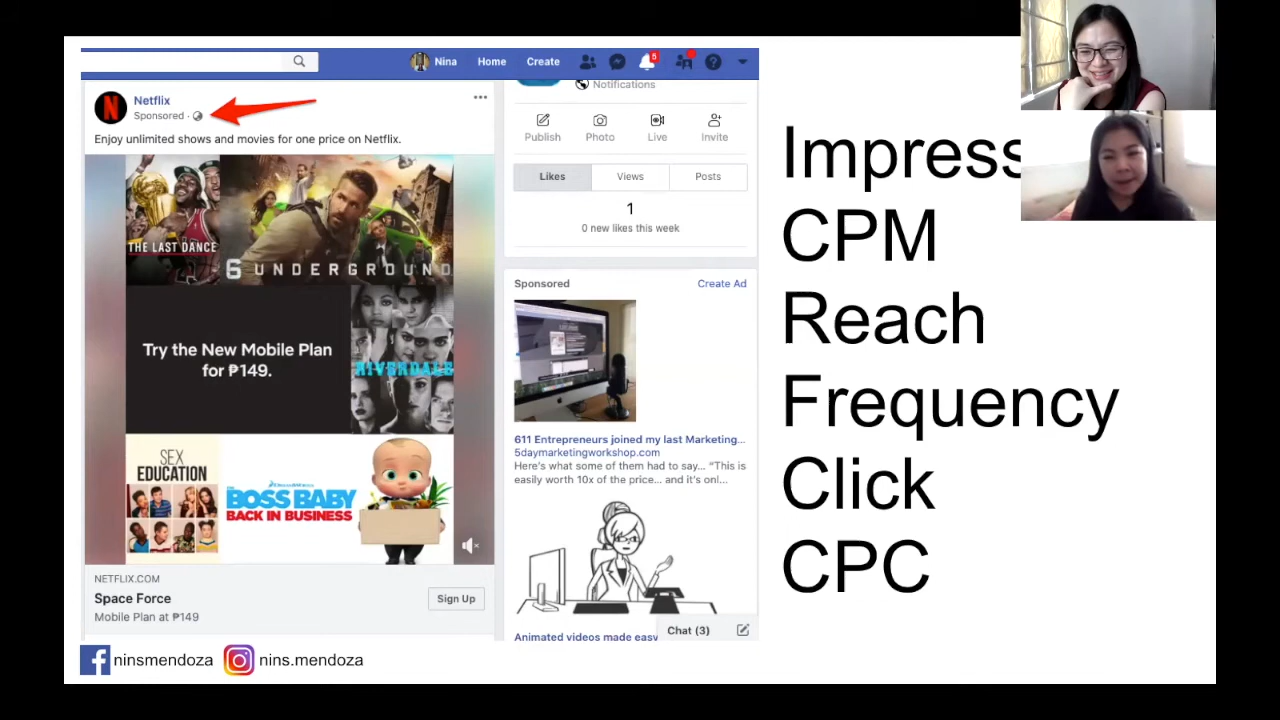 Nina Home Create 8
Netflix
Sponsored ·
Enjoy unlimited shows and movies for one price on Netflix.
THE LAST DANCE
6 UNDERGROUND
Try the New Mobile Plan
for ₱149.
RIVERDALE
SEX
EDUCATION
DREAMWORKS
THE BOSS BABY
BACK IN BUSINESS
NETFLIX.COM
Space Force
Mobile Plan at ₱149
Sign Up
Notifications
Publish Photo Live Invite
Likes Views Posts
1
0 new likes this week
Sponsored Create Ad
611 Entrepreneurs joined my last Marketing...
5daymarketingworkshop.com
Here's what some of them had to say... "This is
easily worth 10x of the price... and it's onl...
Animated videos made easy
Chat (3)
Impress
CPM
Reach
Frequency
Click
CPC
ninsmendoza nins.mendoza